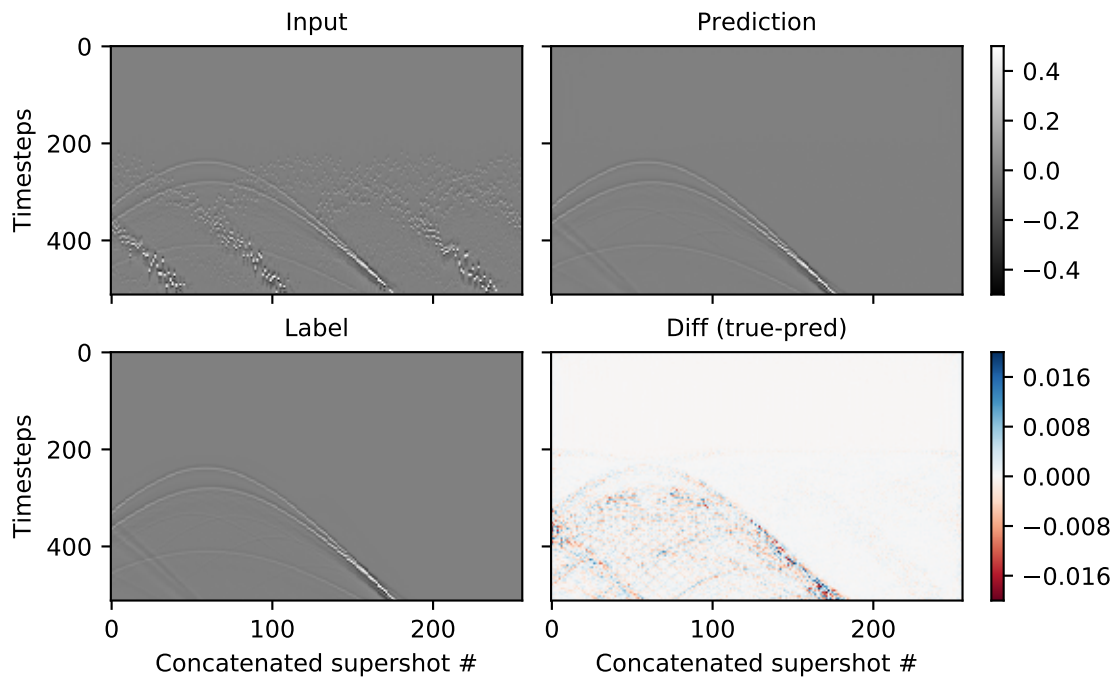 Input
Prediction
0
200
400
Timesteps
0.4
0.2
0.0
−0.2
−0.4
Label
Diff (true-pred)
0
200
400
Timesteps
0.016
0.008
0.000
−0.008
−0.016
0
100
200
0
100
200
Concatenated supershot #
Concatenated supershot #